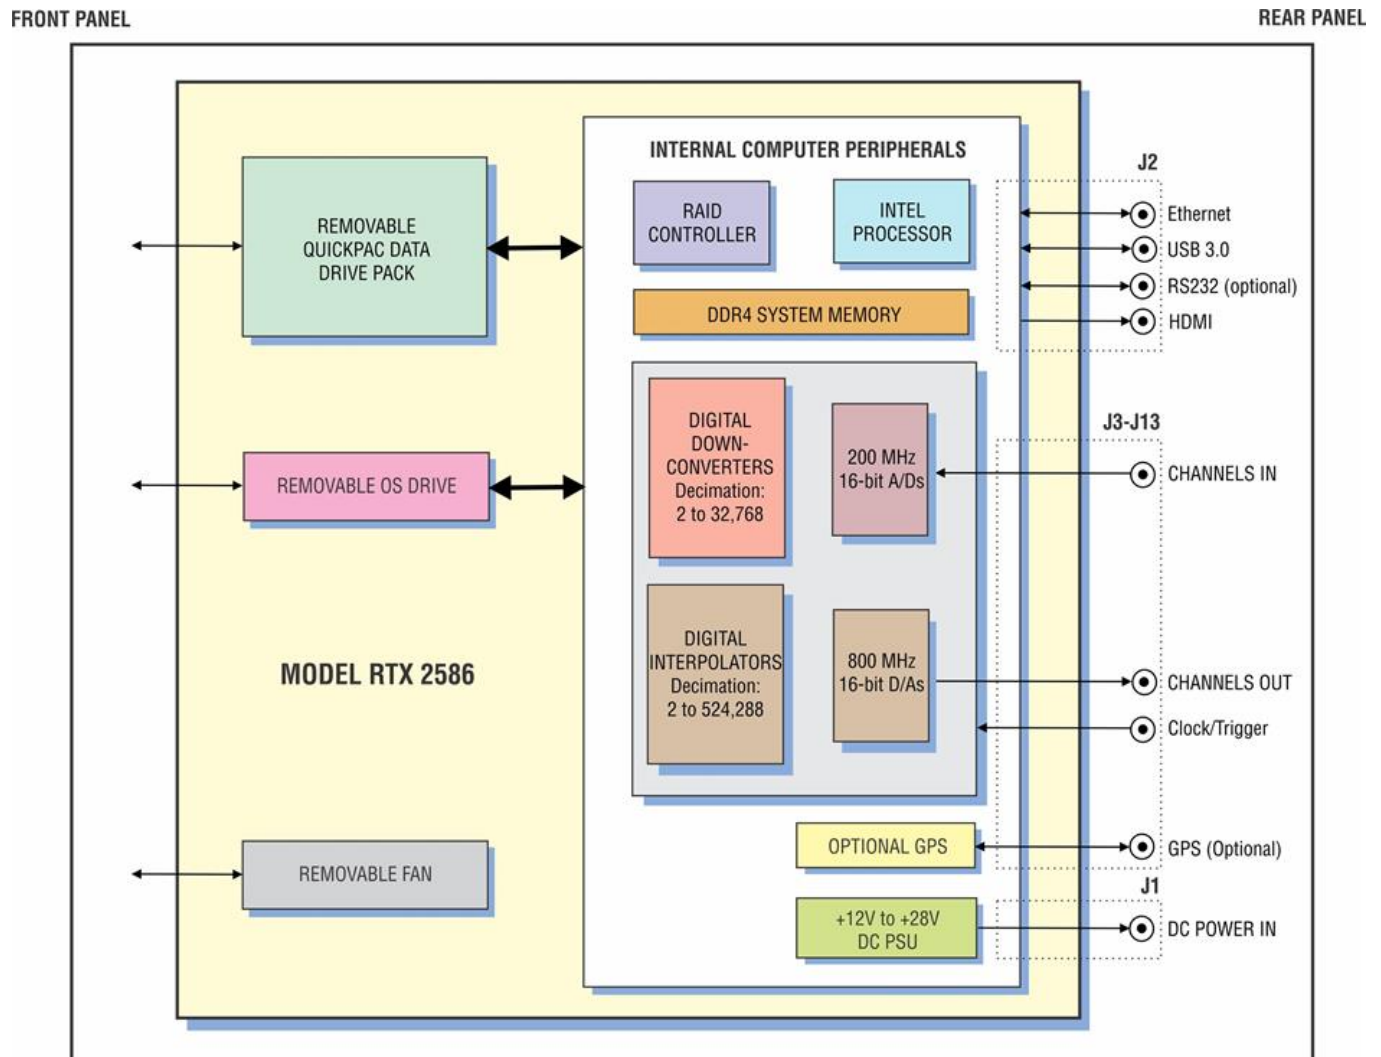 FRONT PANEL
REAR PANEL
INTERNAL COMPUTER PERIPHERALS
REMOVABLE
QUICKPAC DATA
DRIVE PACK
RAID
CONTROLLER
INTEL
PROCESSOR
DDR4 SYSTEM MEMORY
J2
Ethernet
USB 3.0
RS232 (optional)
HDMI
DIGITAL
DOWN-
CONVERTERS
Decimation:
2 to 32,768
200 MHz
16-bit A/Ds
J3-J13
CHANNELS IN
REMOVABLE OS DRIVE
MODEL RTX 2586
DIGITAL
INTERPOLATORS
Decimation:
2 to 524,288
800 MHz
16-bit D/As
CHANNELS OUT
Clock/Trigger
REMOVABLE FAN
OPTIONAL GPS
GPS (Optional)
J1
+12V to +28V
DC PSU
DC POWER IN